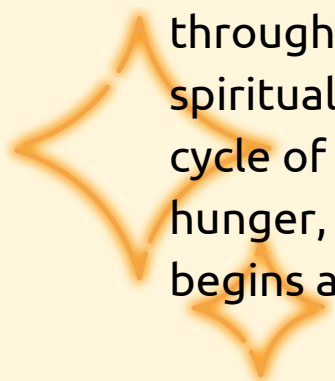 through
spiritual
cycle of
hunger,
begins a